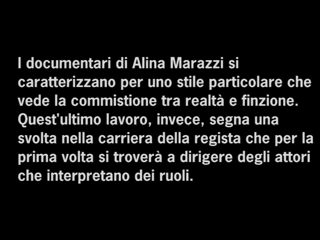 I documentari di Alina Marazzi si
caratterizzano per uno stile particolare che
vede la commistione tra realtà e finzione.
Quest'ultimo lavoro, invece, segna una
svolta nella carriera della regista che per la
prima volta si troverà a dirigere degli attori
che interpretano dei ruoli.